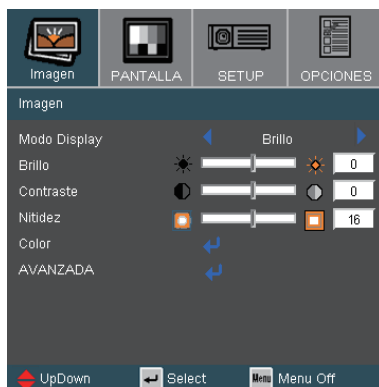 Imagen PANTALLA SETUP OPCIONES
Imagen
Modo Display Brillo
Brillo 0
Contraste 0
Nitidez 16
Color
AVANZADA
UpDown Select Menu Menu Off